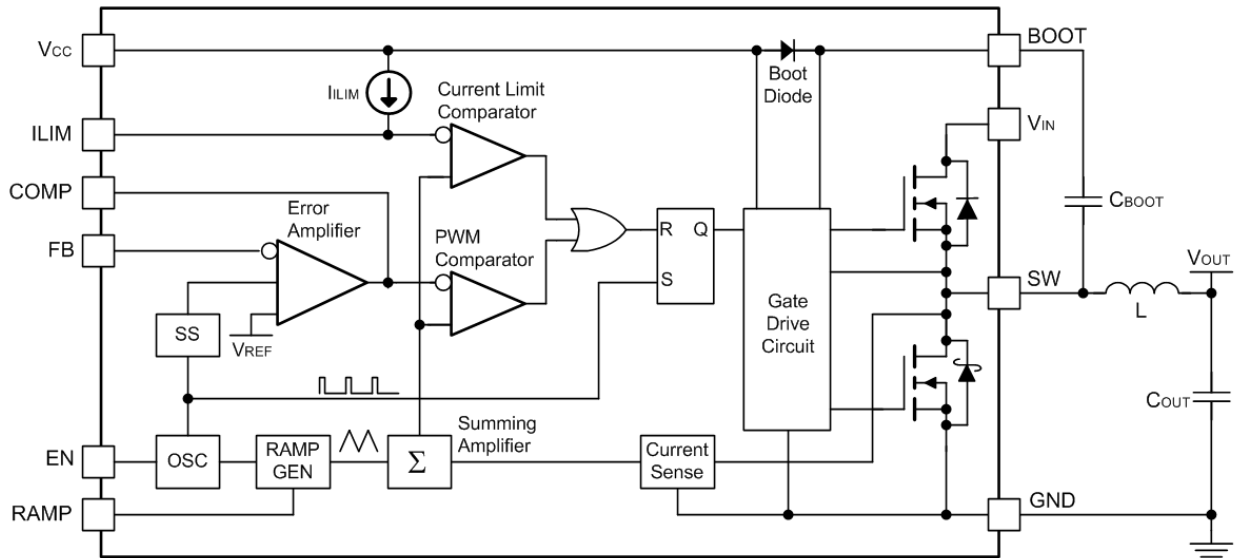 VCC
BOOT
Boot
Diode
IILIM
Current Limit
Comparator
ILIM
VIN
COMP
CBOOT
Error
Amplifier
PWM
Comparator
FB
R Q
S
SW
VOUT
L
SS
VREF
Gate
Drive
Circuit
COUT
Summing
Amplifier
EN
OSC
RAMP
GEN
Σ
Current
Sense
RAMP
GND